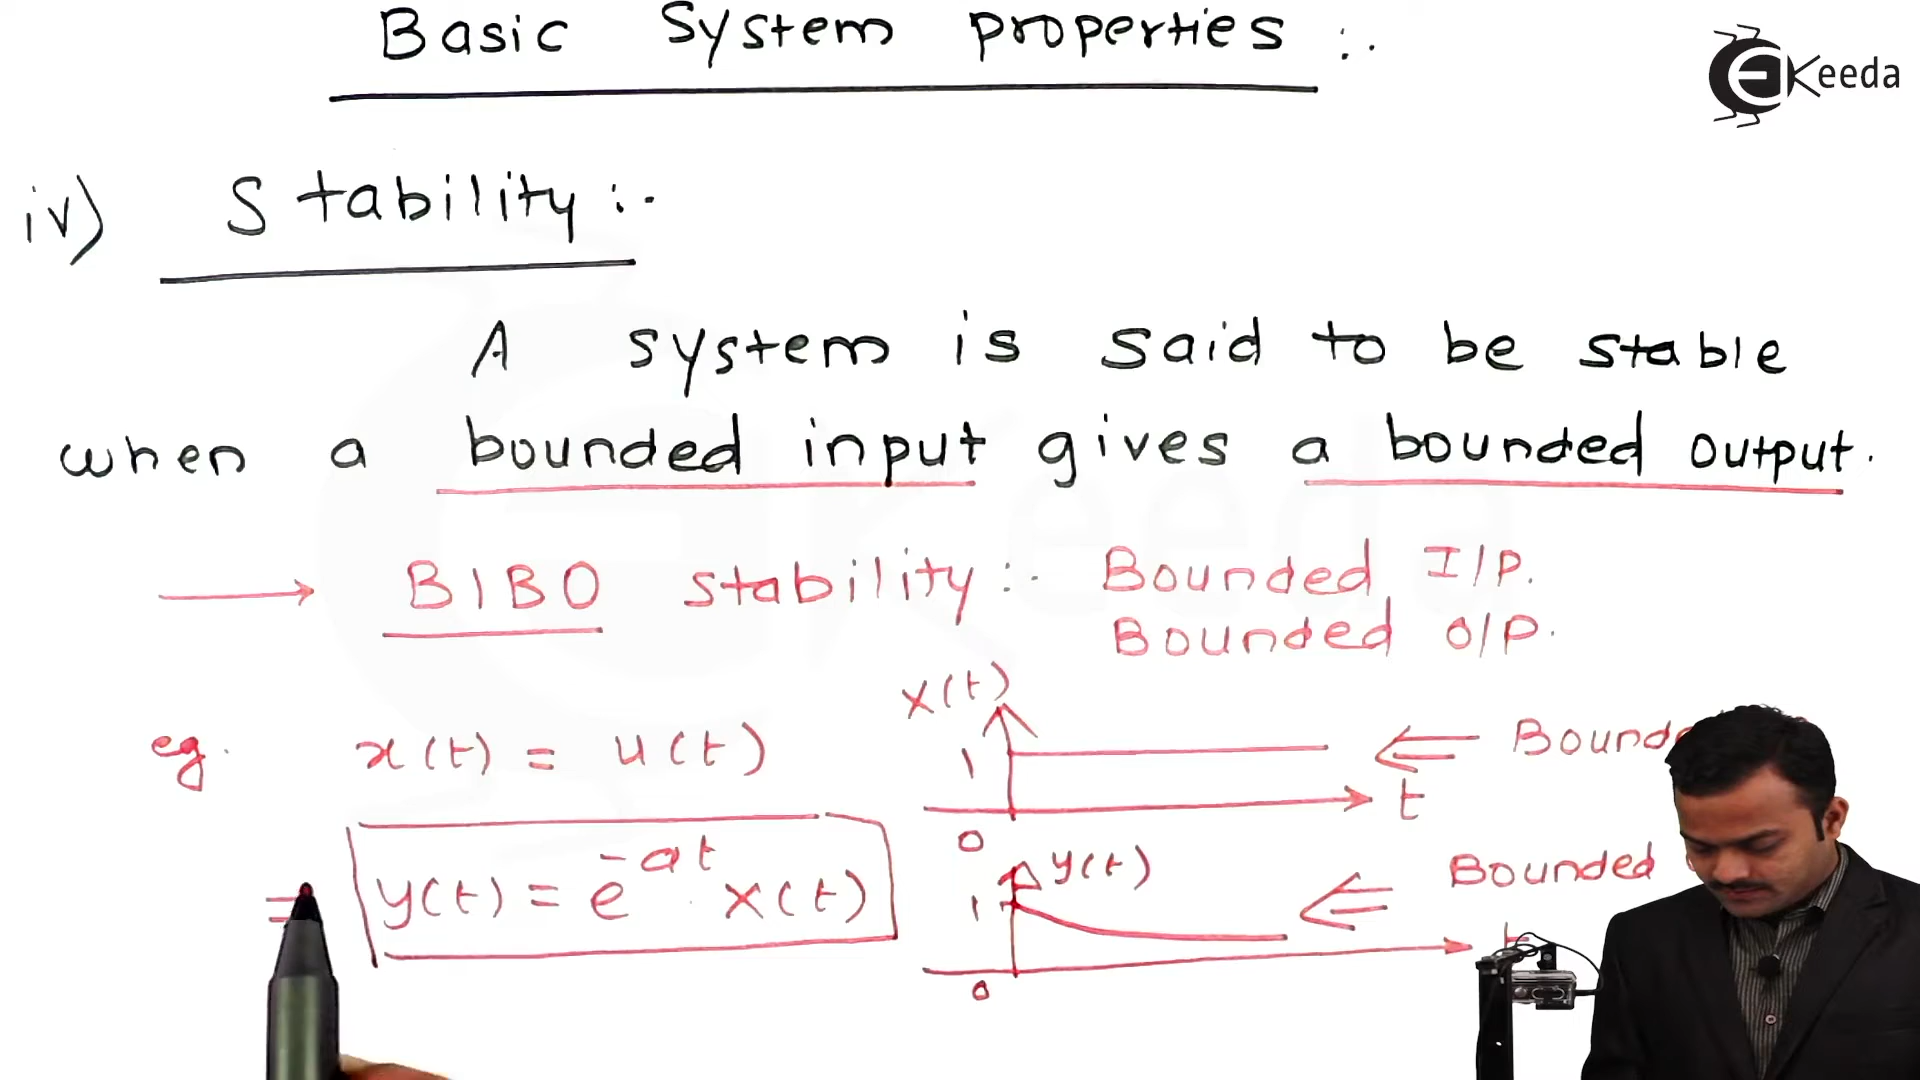 Basic System properties :.
Keeda
iv) Stability :.
A system is said to be stable
when a bounded input gives a bounded output.
BIBO stability :. Bounded I/P.
Bounded O/P.
eg. x(t) = u(t)
x(t)
1
t
0
y(t) = e^-at . x(t)
y(t)
1
Bounded
0